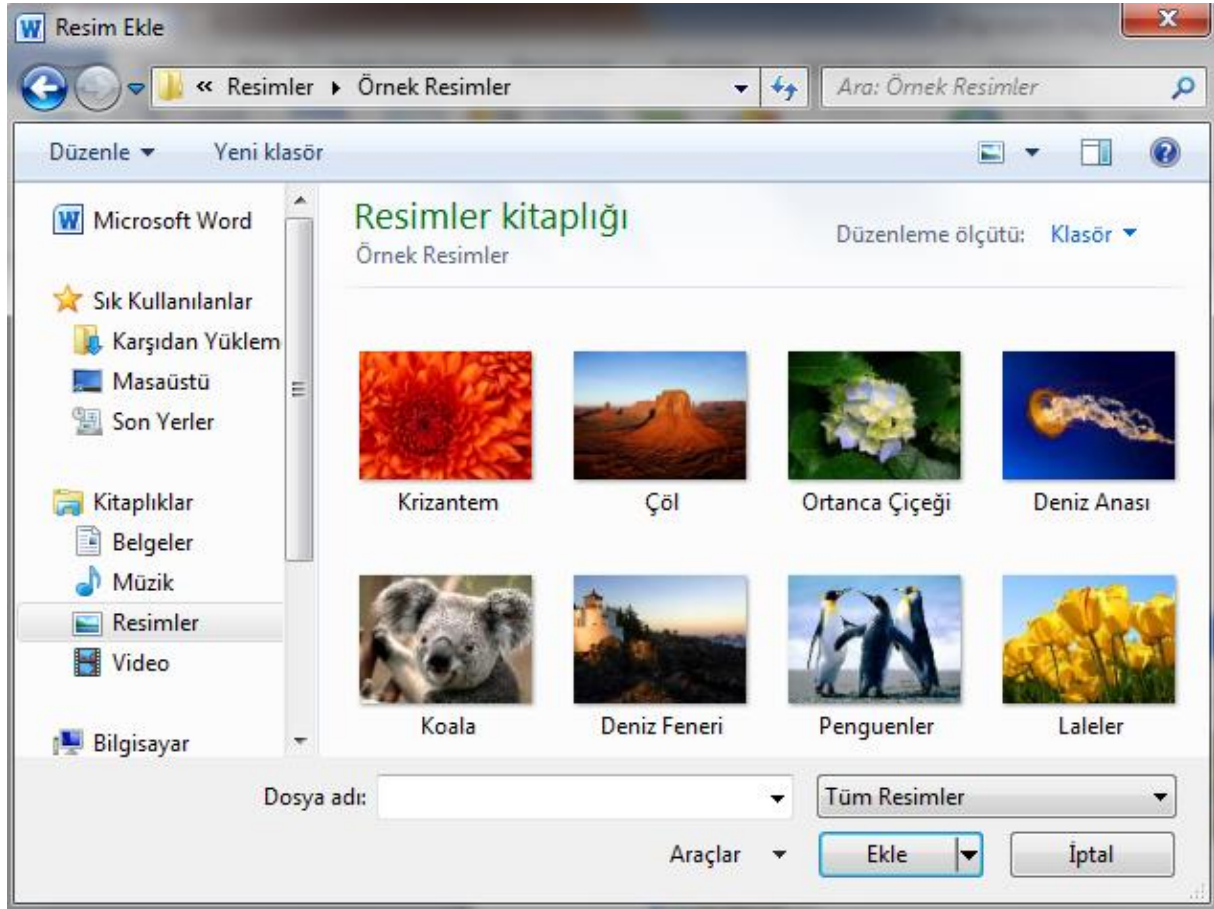 Resim Ekle
« Resimler ▸ Örnek Resimler
Ara: Örnek Resimler
Düzenle
Yeni klasör
Microsoft Word
Sık Kullanılanlar
Karşıdan Yüklem
Masaüstü
Son Yerler
Kitaplıklar
Belgeler
Müzik
Resimler
Video
Bilgisayar
Resimler kitaplığı
Örnek Resimler
Düzenleme ölçütü: Klasör
Krizantem
Çöl
Ortanca Çiçeği
Deniz Anası
Koala
Deniz Feneri
Penguenler
Laleler
Dosya adı:
Tüm Resimler
Araçlar
Ekle
İptal